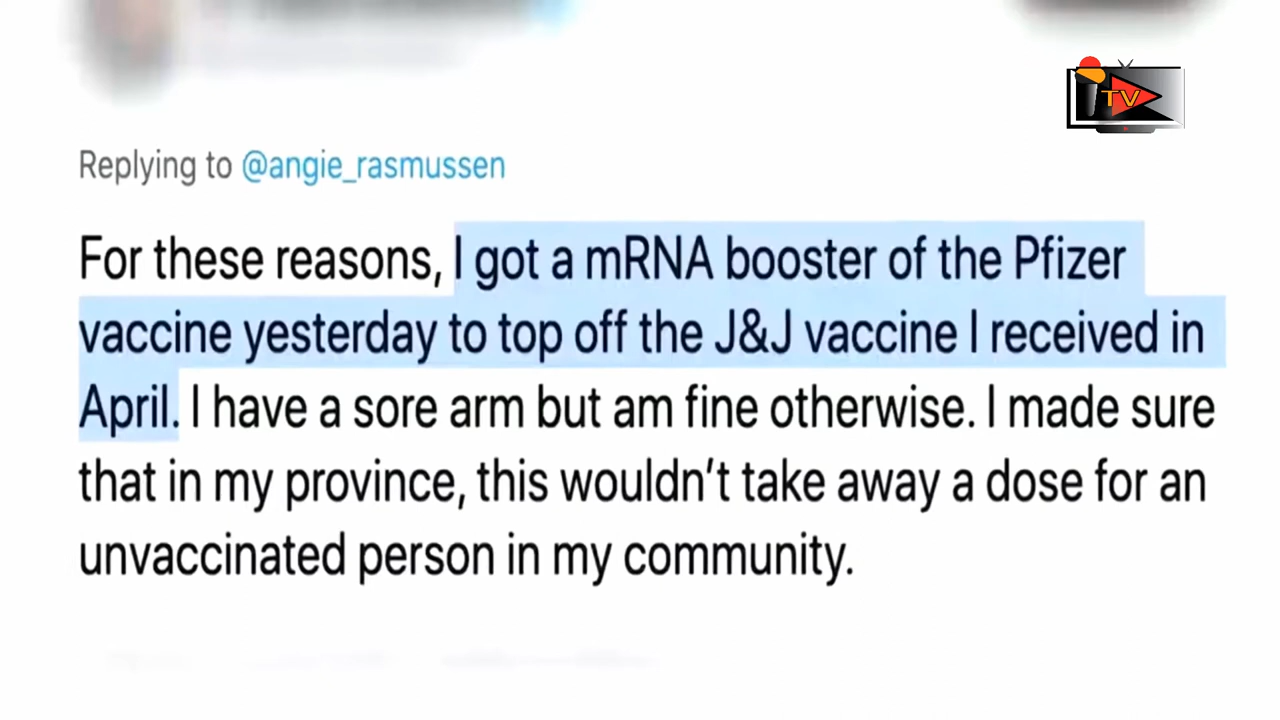 iTV
Replying to @angie_rasmussen
For these reasons, I got a mRNA booster of the Pfizer
vaccine yesterday to top off the J&J vaccine I received in
April. I have a sore arm but am fine otherwise. I made sure
that in my province, this wouldn't take away a dose for an
unvaccinated person in my community.